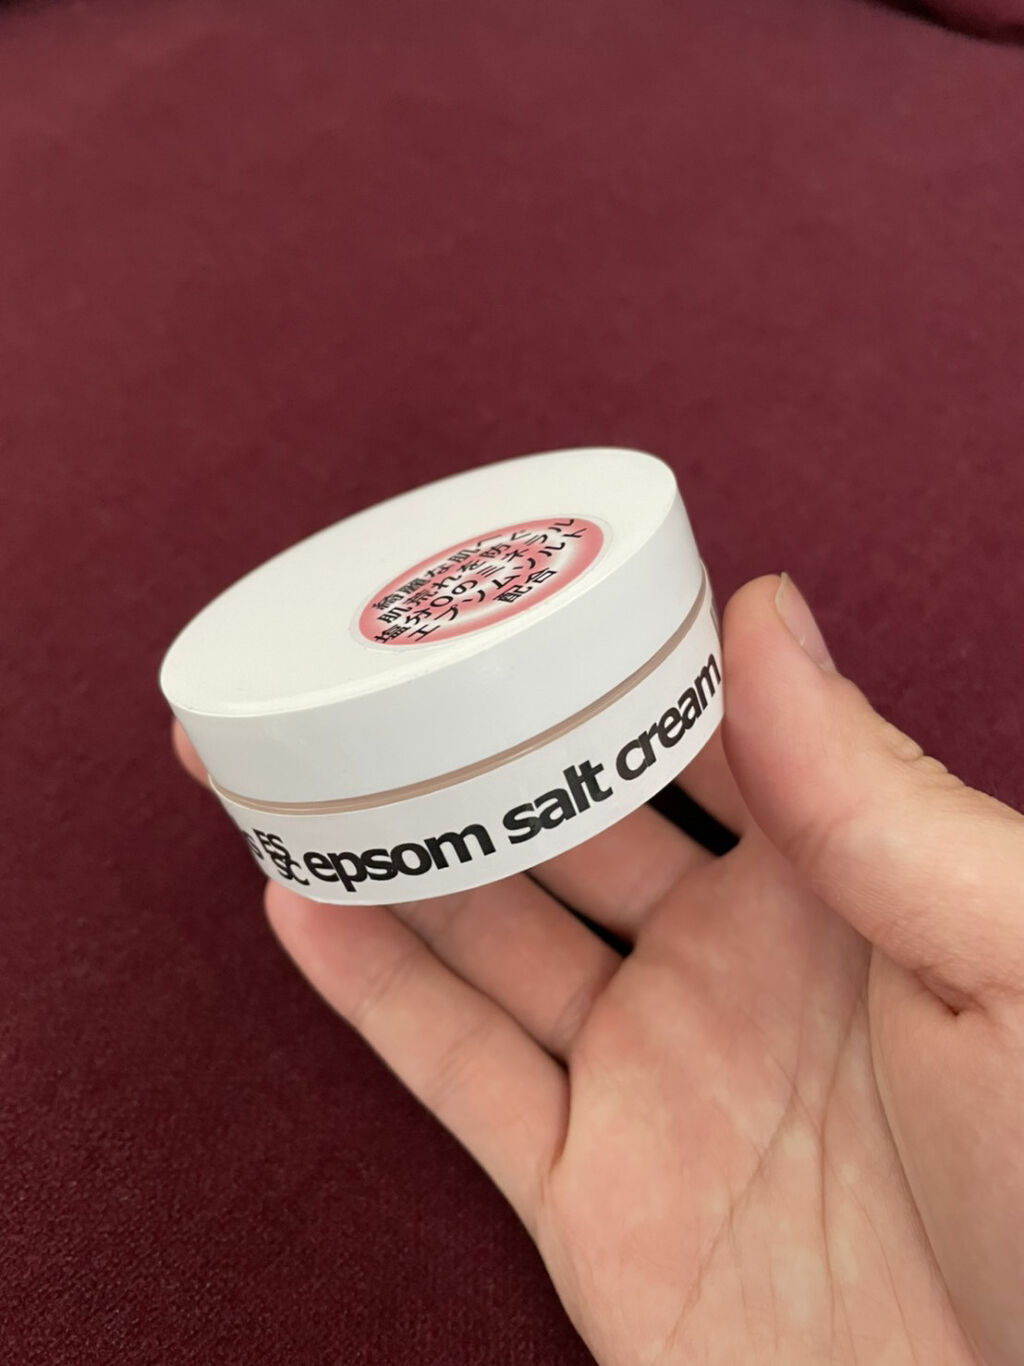 綺麗な肌へ
肌荒れを防ぐ
塩分0のミネラル
エプソムソルト
配合
s ES
SC epsom salt cream